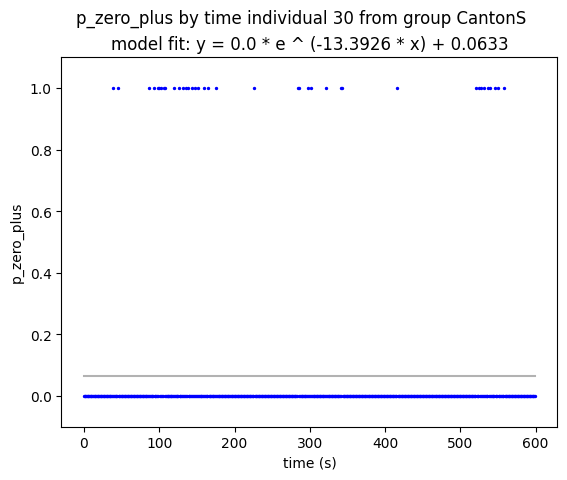 p_zero_plus by time individual 30 from group CantonS
model fit: y = 0.0 * e ^ (-13.3926 * x) + 0.0633
1.0
0.8
0.6
0.4
0.2
0.0
p_zero_plus
0 100 200 300 400 500 600
time (s)